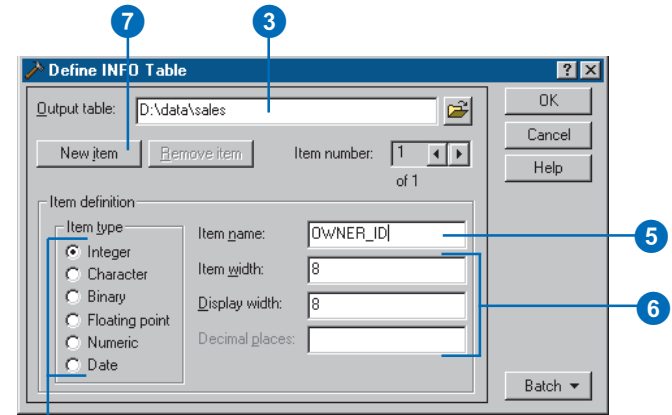 7
3
Define INFO Table
Output table: D:\data\sales
OK
Cancel
Help
New item
Remove item
Item number: 1
of 1
Item definition
Item type
Integer
Character
Binary
Floating point
Numeric
Date
Item name: OWNER_ID
5
Item width: 8
Display width: 8
6
Decimal places:
Batch